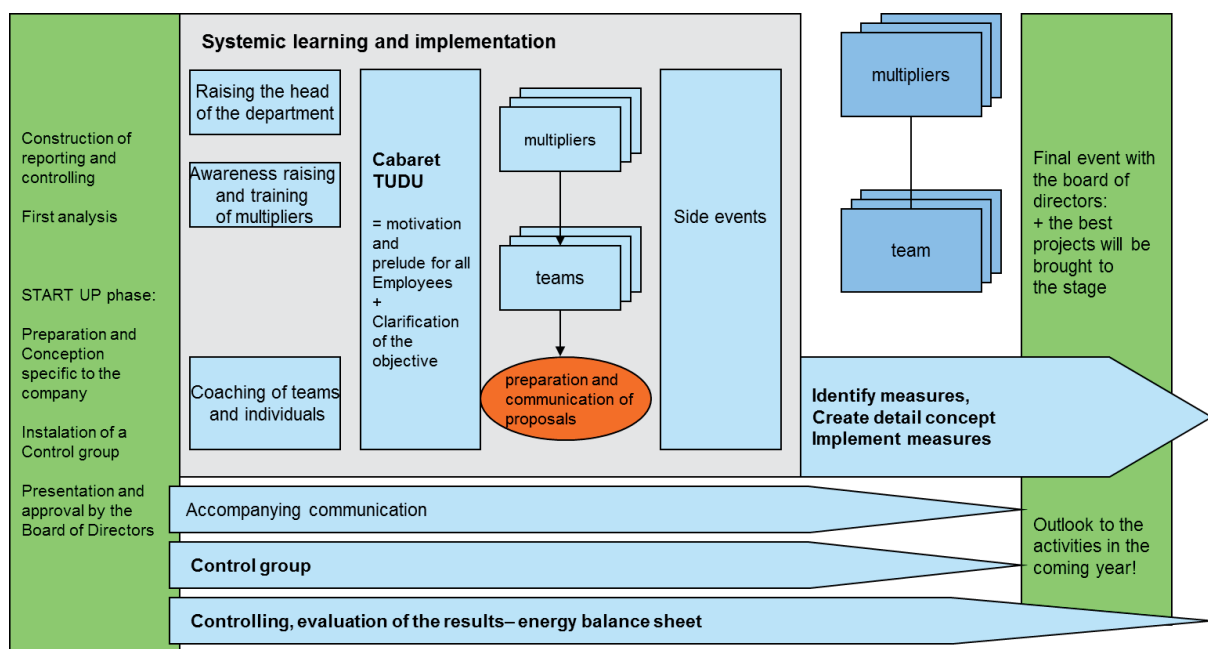 Construction of
reporting and
controlling
First analysis
START UP phase:
Preparation and
Conception
specific to the
company
Instalation of a
Control group
Presentation and
approval by the
Board of Directors
Systemic learning and implementation
Raising the head
of the department
Awareness raising
and training
of multipliers
Coaching of teams
and individuals
Cabaret
TUDU
= motivation
and
prelude for all
Employees
+
Clarification
of the
objective
multipliers
teams
preparation and
communication of
proposals
Side events
multipliers
team
Identify measures,
Create detail concept
Implement measures
Final event with
the board of
directors:
+ the best
projects will be
brought to
the stage
Outlook to the
activities in the
coming year!
Accompanying communication
Control group
Controlling, evaluation of the results– energy balance sheet